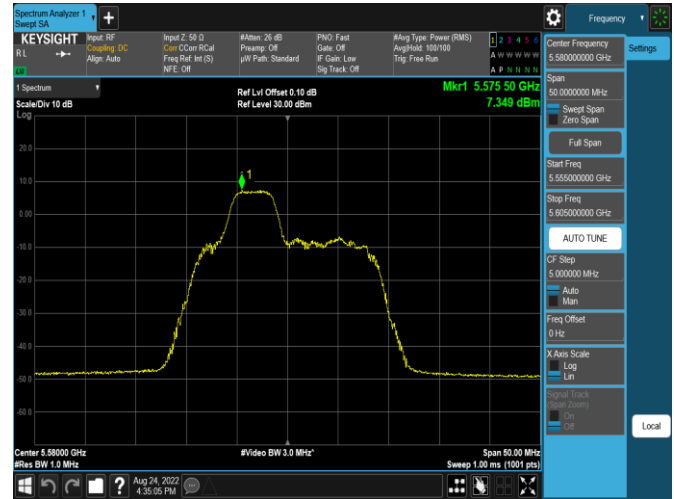 Spectrum Analyzer 1
Swept SA
+
Frequency
KEYSIGHT
RL
Input: RF
Coupling: DC
Align: Auto
Input Z: 50 Ω
Corr CCorr RCal
Freq Ref: Int (S)
NFE: Off
#Atten: 26 dB
Preamp: Off
µW Path: Standard
PNO: Fast
Gate: Off
IF Gain: Low
Sig Track: Off
#Avg Type: Power (RMS)
Avg|Hold: 100/100
Trig: Free Run
1 2 3 4 5 6
A W W W W W
A P N N N N
1 Spectrum
Scale/Div 10 dB
Log
Ref Lvl Offset 0.10 dB
Ref Level 30.00 dBm
Mkr1 5.575 50 GHz
7.349 dBm
1
20.0
10.0
0.00
-10.0
-20.0
-30.0
-40.0
-50.0
-60.0
Center 5.58000 GHz
#Res BW 1.0 MHz
#Video BW 3.0 MHz*
Span 50.00 MHz
Sweep 1.00 ms (1001 pts)
Center Frequency
5.580000000 GHz
Span
50.0000000 MHz
Swept Span
Zero Span
Full Span
Start Freq
5.555000000 GHz
Stop Freq
5.605000000 GHz
AUTO TUNE
CF Step
5.000000 MHz
Auto
Man
Freq Offset
0 Hz
X Axis Scale
Log
Lin
Signal Track
(Span Zoom)
On
Off
Settings
Local
?
Aug 24, 2022
4:35:05 PM